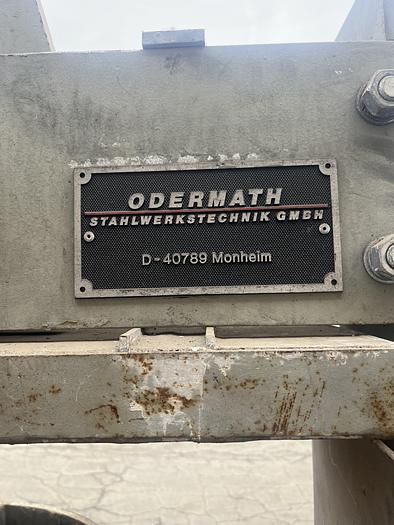 ODERMATH
STAHLWERKSTECHNIK GMBH
D-40789 Monheim